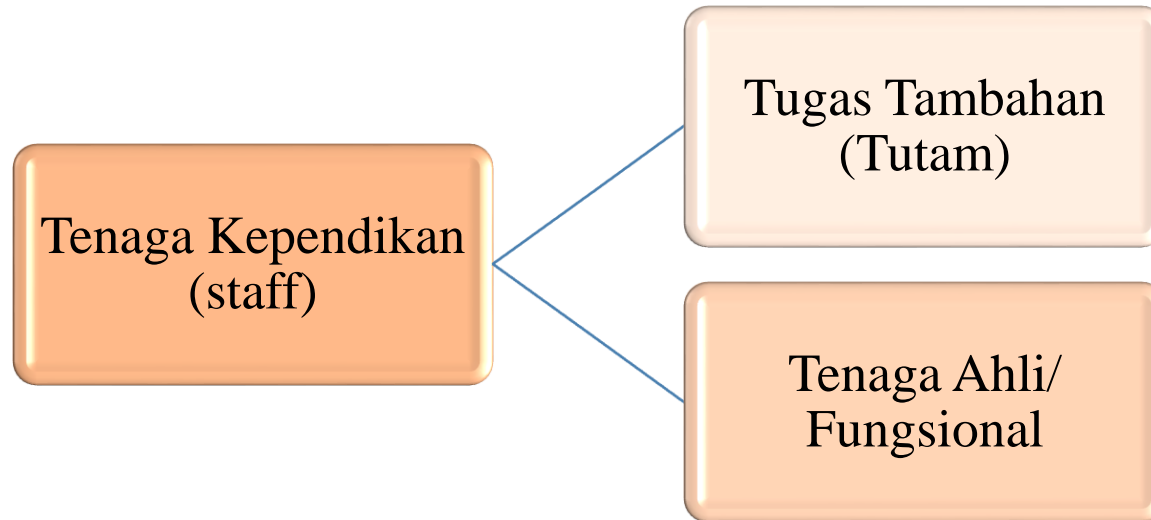 Tenaga Kependikan
(staff)
Tugas Tambahan
(Tutam)
Tenaga Ahli/
Fungsional